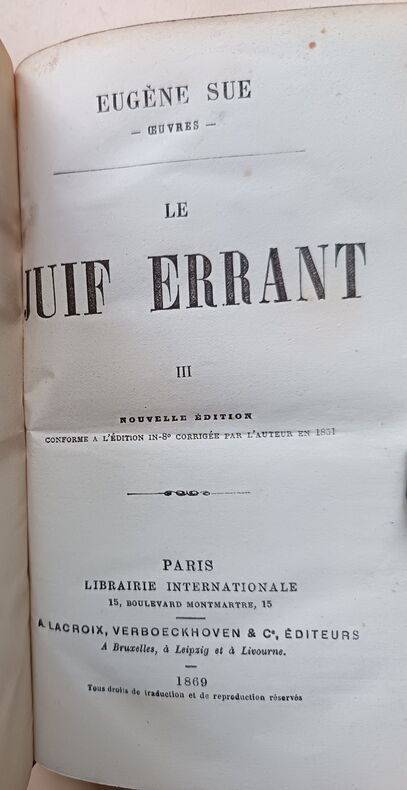 EUGÈNE SUE
— ŒUVRES —
LE
JUIF ERRANT
III
NOUVELLE ÉDITION
CONFORME A L'ÉDITION IN-8º CORRIGÉE PAR L'AUTEUR EN 1851
PARIS
LIBRAIRIE INTERNATIONALE
15, BOULEVARD MONTMARTRE, 15
A. LACROIX, VERBOECKHOVEN & Cᵉ, ÉDITEURS
A Bruxelles, à Leipzig et à Livourne.
1869
Tous droits de traduction et de reproduction réservés